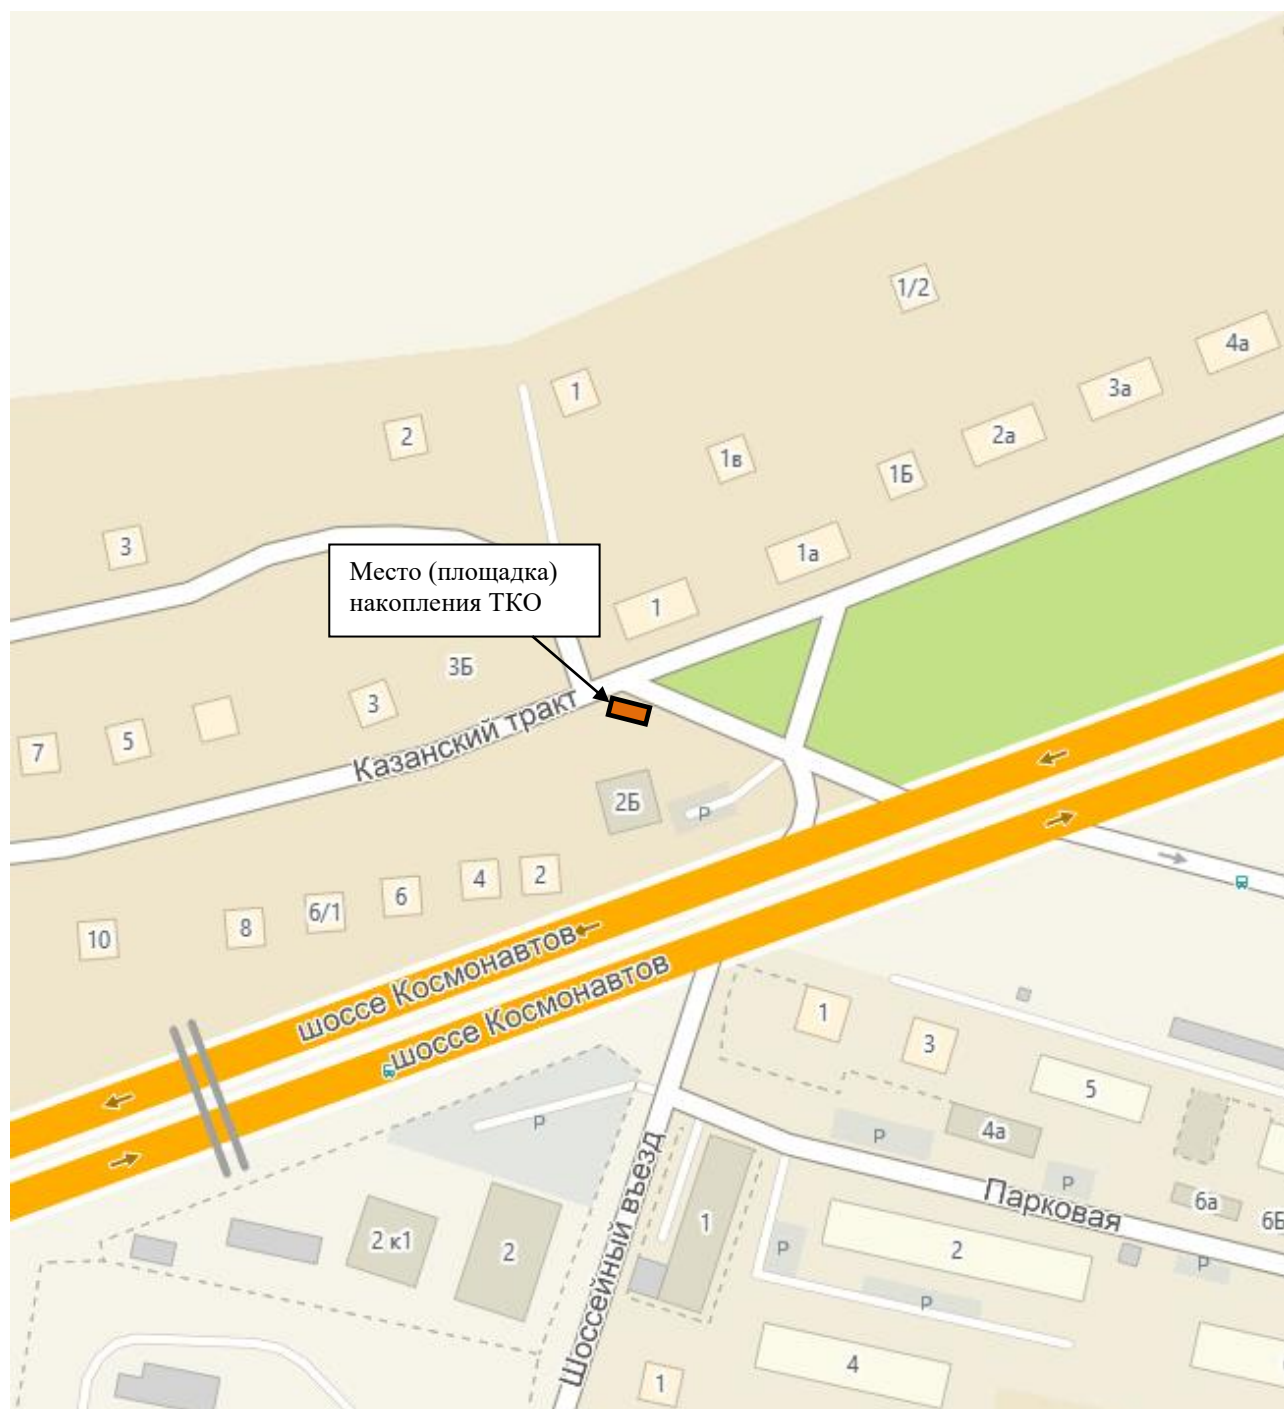 1/2
4а
3а
1
2а
2
1в
1Б
3
1а
Место (площадка)
накопления ТКО
1
3Б
3
7
5
Казанский тракт
2Б
P
4
2
6
6/1
8
10
шоссе Космонавтов
шоссе Космонавтов
1
3
5
P
P
4а
P
Парковая
6а
6Б
Шоссейный въезд
1
2 к1
2
P
2
P
P
4
1